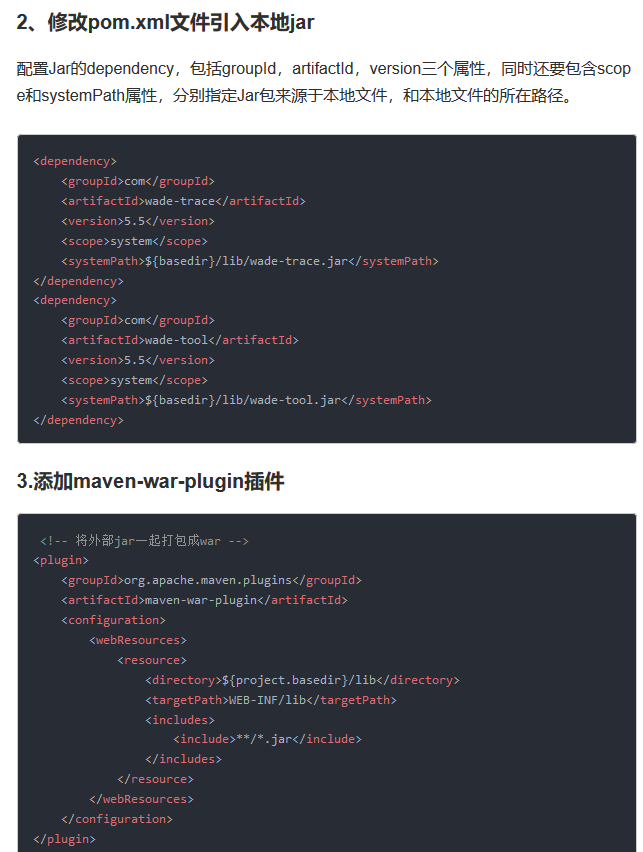 2、修改pom.xml文件引入本地jar
配置Jar的dependency，包括groupId，artifactId，version三个属性，同时还要包含scop
e和systemPath属性，分别指定Jar包来源于本地文件，和本地文件的所在路径。
<dependency>
    <groupId>com</groupId>
    <artifactId>wade-trace</artifactId>
    <version>5.5</version>
    <scope>system</scope>
    <systemPath>${basedir}/lib/wade-trace.jar</systemPath>
</dependency>
<dependency>
    <groupId>com</groupId>
    <artifactId>wade-tool</artifactId>
    <version>5.5</version>
    <scope>system</scope>
    <systemPath>${basedir}/lib/wade-tool.jar</systemPath>
</dependency>
3.添加maven-war-plugin插件
 <!-- 将外部jar一起打包成war -->
<plugin>
    <groupId>org.apache.maven.plugins</groupId>
    <artifactId>maven-war-plugin</artifactId>
    <configuration>
        <webResources>
            <resource>
                <directory>${project.basedir}/lib</directory>
                <targetPath>WEB-INF/lib</targetPath>
                <includes>
                    <include>**/*.jar</include>
                </includes>
            </resource>
        </webResources>
    </configuration>
</plugin>